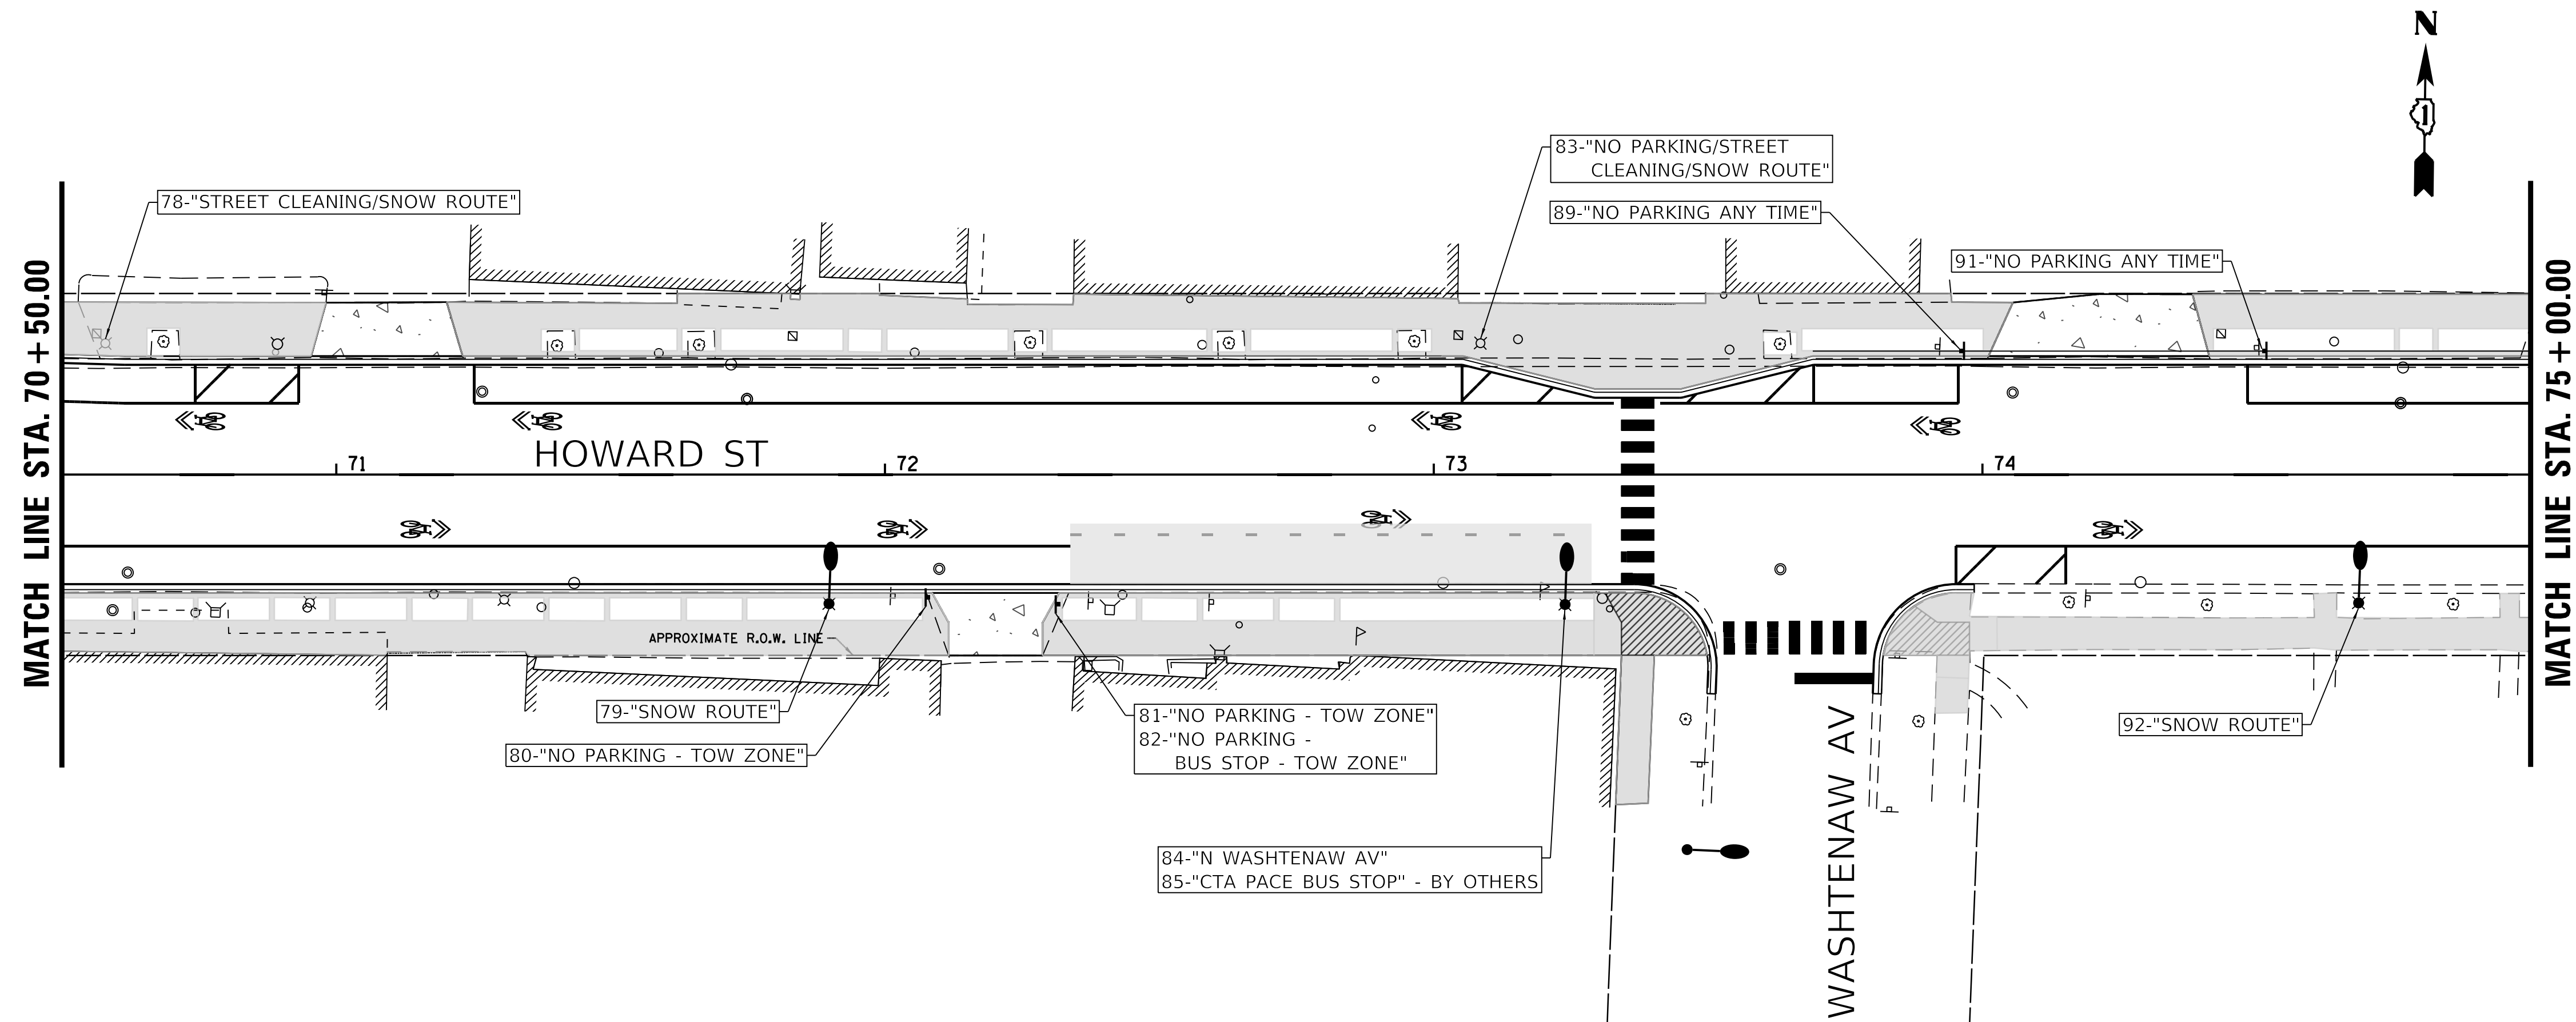 N
1
83-"NO PARKING/STREET
CLEANING/SNOW ROUTE"
78-"STREET CLEANING/SNOW ROUTE"
89-"NO PARKING ANY TIME"
91-"NO PARKING ANY TIME"
MATCH LINE STA. 70+50.00
MATCH LINE STA. 75+00.00
HOWARD ST
71
72
73
74
APPROXIMATE R.O.W. LINE
79-"SNOW ROUTE"
80-"NO PARKING - TOW ZONE"
81-"NO PARKING - TOW ZONE"
82-"NO PARKING -
BUS STOP - TOW ZONE"
92-"SNOW ROUTE"
84-"N WASHTENAW AV"
85-"CTA PACE BUS STOP" - BY OTHERS
WASHTENAW AV